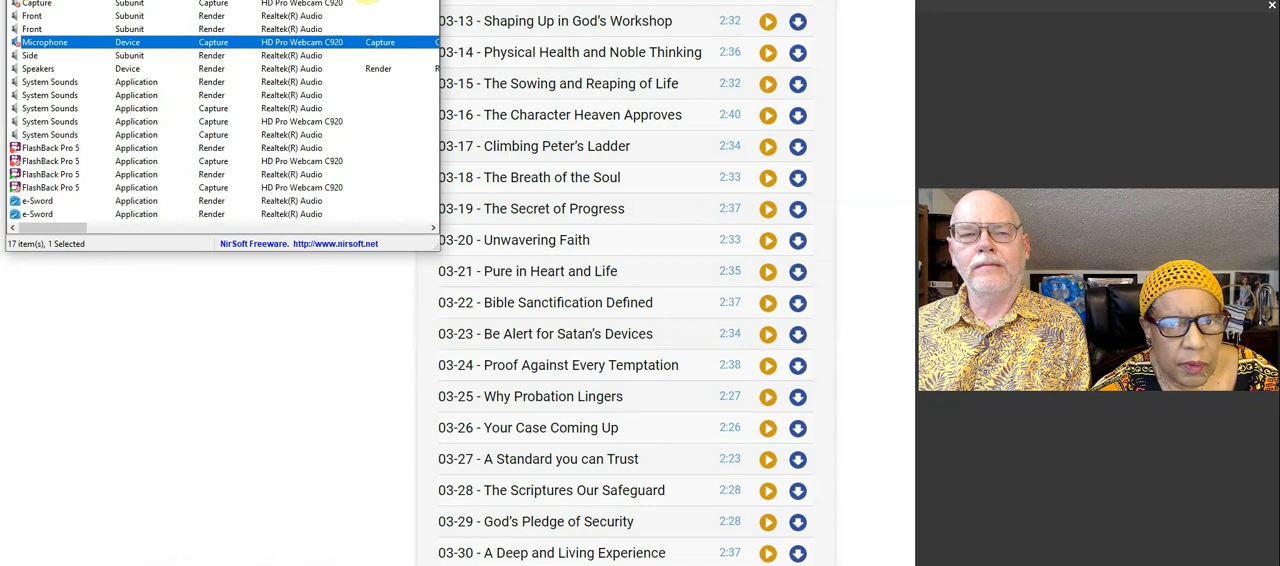 Capture Subunit Render HD Pro Webcam C920
Front Subunit Render Realtek(R) Audio
Front Subunit Render Realtek(R) Audio
Microphone Device Capture HD Pro Webcam C920 Capture C
Side Subunit Render Realtek(R) Audio
Speakers Device Render Realtek(R) Audio Render R
System Sounds Application Render Realtek(R) Audio
System Sounds Application Render Realtek(R) Audio
System Sounds Application Capture Realtek(R) Audio
System Sounds Application Capture HD Pro Webcam C920
System Sounds Application Capture Realtek(R) Audio
FlashBack Pro 5 Application Render Realtek(R) Audio
FlashBack Pro 5 Application Capture HD Pro Webcam C920
FlashBack Pro 5 Application Render Realtek(R) Audio
FlashBack Pro 5 Application Capture HD Pro Webcam C920
e-Sword Application Render Realtek(R) Audio
e-Sword Application Render Realtek(R) Audio
17 item(s), 1 Selected NirSoft Freeware. http://www.nirsoft.net
03-13 - Shaping Up in God's Workshop 2:32
03-14 - Physical Health and Noble Thinking 2:36
03-15 - The Sowing and Reaping of Life 2:32
03-16 - The Character Heaven Approves 2:40
03-17 - Climbing Peter's Ladder 2:34
03-18 - The Breath of the Soul 2:33
03-19 - The Secret of Progress 2:37
03-20 - Unwavering Faith 2:33
03-21 - Pure in Heart and Life 2:35
03-22 - Bible Sanctification Defined 2:37
03-23 - Be Alert for Satan's Devices 2:34
03-24 - Proof Against Every Temptation 2:38
03-25 - Why Probation Lingers 2:27
03-26 - Your Case Coming Up 2:26
03-27 - A Standard you can Trust 2:23
03-28 - The Scriptures Our Safeguard 2:28
03-29 - God's Pledge of Security 2:28
03-30 - A Deep and Living Experience 2:37